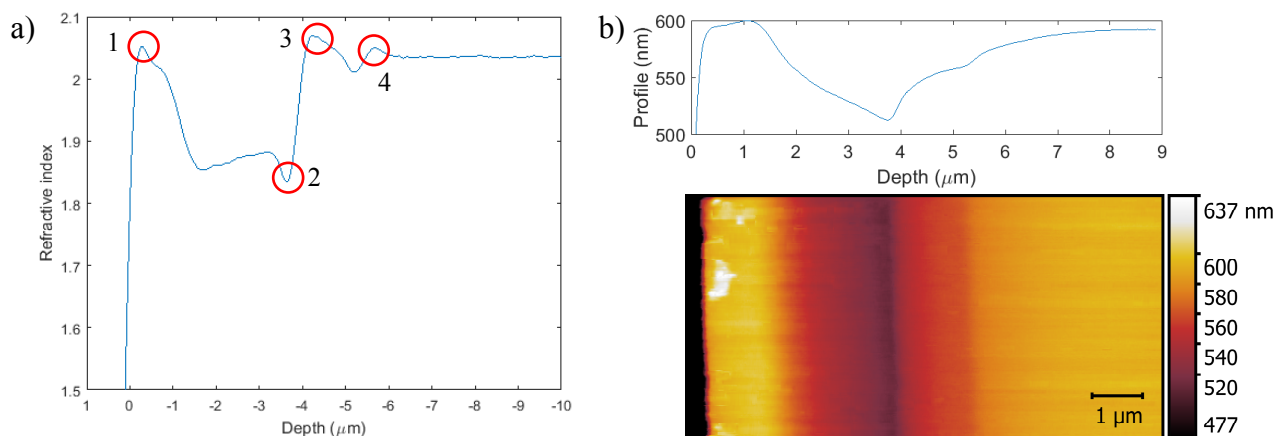 a)
1
2
3
4
Refractive index
2.1
2
1.9
1.8
1.7
1.6
1.5
1 0 -1 -2 -3 -4 -5 -6 -7 -8 -9 -10
Depth (μm)
b)
Profile (nm)
600
550
500
0 1 2 3 4 5 6 7 8 9
Depth (μm)
637 nm
600
580
560
540
520
477
1 μm